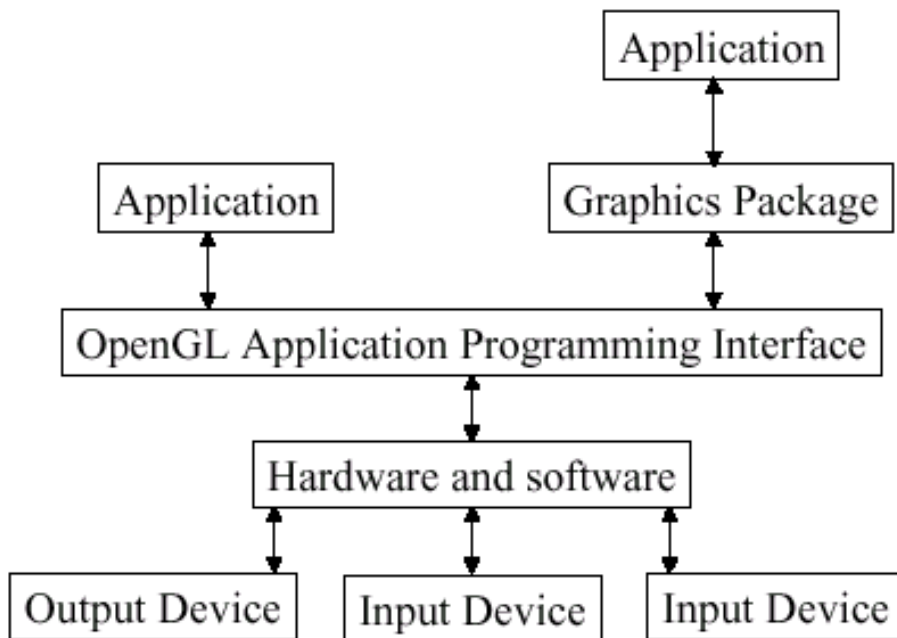 Application
Application
Graphics Package
OpenGL Application Programming Interface
Hardware and software
Output Device
Input Device
Input Device